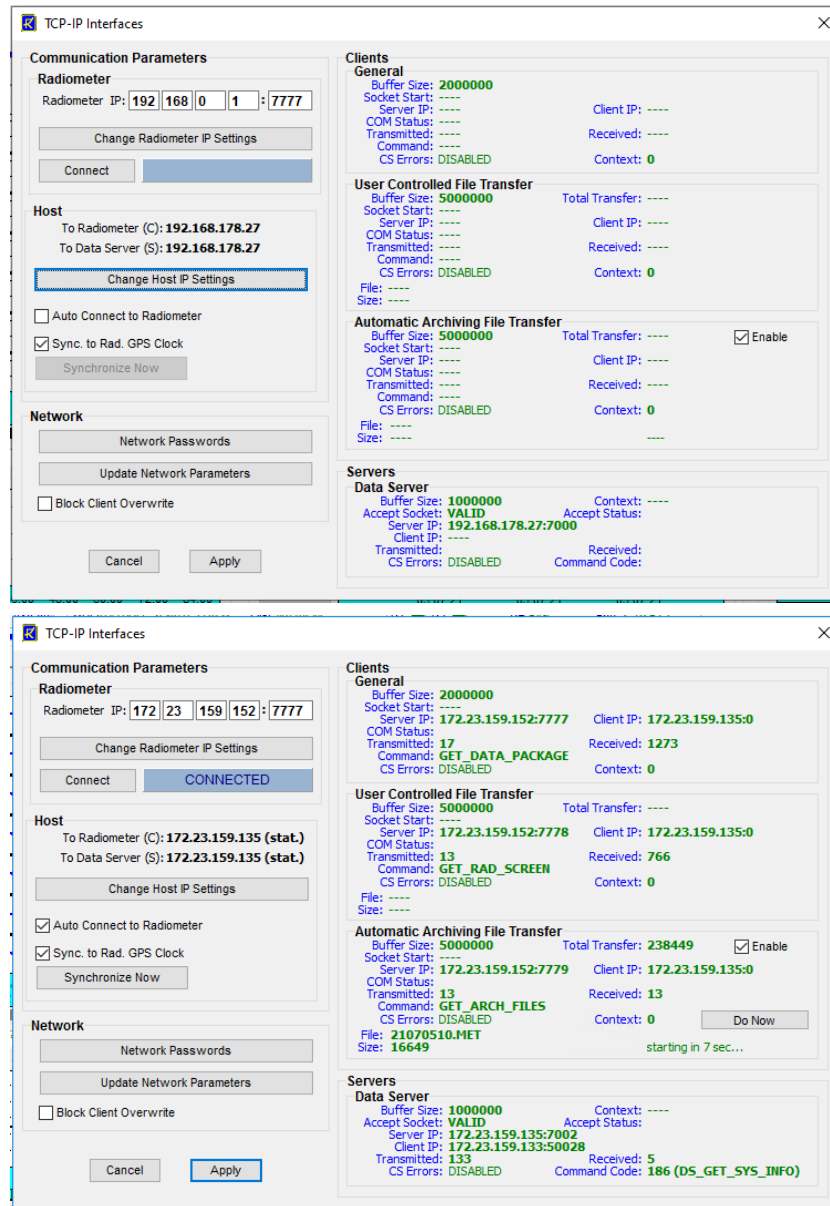 TCP-IP Interfaces
Communication Parameters
Radiometer
Radiometer IP: 192 168 0 1 : 7777
Change Radiometer IP Settings
Connect
Host
To Radiometer (C): 192.168.178.27
To Data Server (S): 192.168.178.27
Change Host IP Settings
Auto Connect to Radiometer
Sync. to Rad. GPS Clock
Synchronize Now
Network
Network Passwords
Update Network Parameters
Block Client Overwrite
Cancel Apply
Clients
General
Buffer Size: 2000000
Socket Start: ----
Server IP: ---- Client IP: ----
COM Status: ----
Transmitted: ---- Received: ----
Command: ----
CS Errors: DISABLED Context: 0
User Controlled File Transfer
Buffer Size: 5000000 Total Transfer: ----
Socket Start: ----
Server IP: ---- Client IP: ----
COM Status: ----
Transmitted: ---- Received: ----
Command: ----
CS Errors: DISABLED Context: 0
File: ----
Size: ----
Automatic Archiving File Transfer
Buffer Size: 5000000 Total Transfer: ---- Enable
Socket Start: ----
Server IP: ---- Client IP: ----
COM Status: ----
Transmitted: ---- Received: ----
Command: ----
CS Errors: DISABLED Context: 0
File: ----
Size: ---- ----
Servers
Data Server
Buffer Size: 1000000 Context: ----
Accept Socket: VALID Accept Status:
Server IP: 192.168.178.27:7000
Client IP: ----
Transmitted: Received:
CS Errors: DISABLED Command Code:
TCP-IP Interfaces
Communication Parameters
Radiometer
Radiometer IP: 172 23 159 152 : 7777
Change Radiometer IP Settings
Connect CONNECTED
Host
To Radiometer (C): 172.23.159.135 (stat.)
To Data Server (S): 172.23.159.135 (stat.)
Change Host IP Settings
Auto Connect to Radiometer
Sync. to Rad. GPS Clock
Synchronize Now
Network
Network Passwords
Update Network Parameters
Block Client Overwrite
Cancel Apply
Clients
General
Buffer Size: 2000000
Socket Start: ----
Server IP: 172.23.159.152:7777 Client IP: 172.23.159.135:0
COM Status:
Transmitted: 17 Received: 1273
Command: GET_DATA_PACKAGE
CS Errors: DISABLED Context: 0
User Controlled File Transfer
Buffer Size: 5000000 Total Transfer: ----
Socket Start: ----
Server IP: 172.23.159.152:7778 Client IP: 172.23.159.135:0
COM Status:
Transmitted: 13 Received: 766
Command: GET_RAD_SCREEN
CS Errors: DISABLED Context: 0
File: ----
Size: ----
Automatic Archiving File Transfer
Buffer Size: 5000000 Total Transfer: 238449 Enable
Socket Start: ----
Server IP: 172.23.159.152:7779 Client IP: 172.23.159.135:0
COM Status:
Transmitted: 13 Received: 13
Command: GET_ARCH_FILES
CS Errors: DISABLED Context: 0 Do Now
File: 21070510.MET
Size: 16649 starting in 7 sec...
Servers
Data Server
Buffer Size: 1000000 Context: ----
Accept Socket: VALID Accept Status:
Server IP: 172.23.159.135:7002
Client IP: 172.23.159.133:50028
Transmitted: 133 Received: 5
CS Errors: DISABLED Command Code: 186 (DS_GET_SYS_INFO)